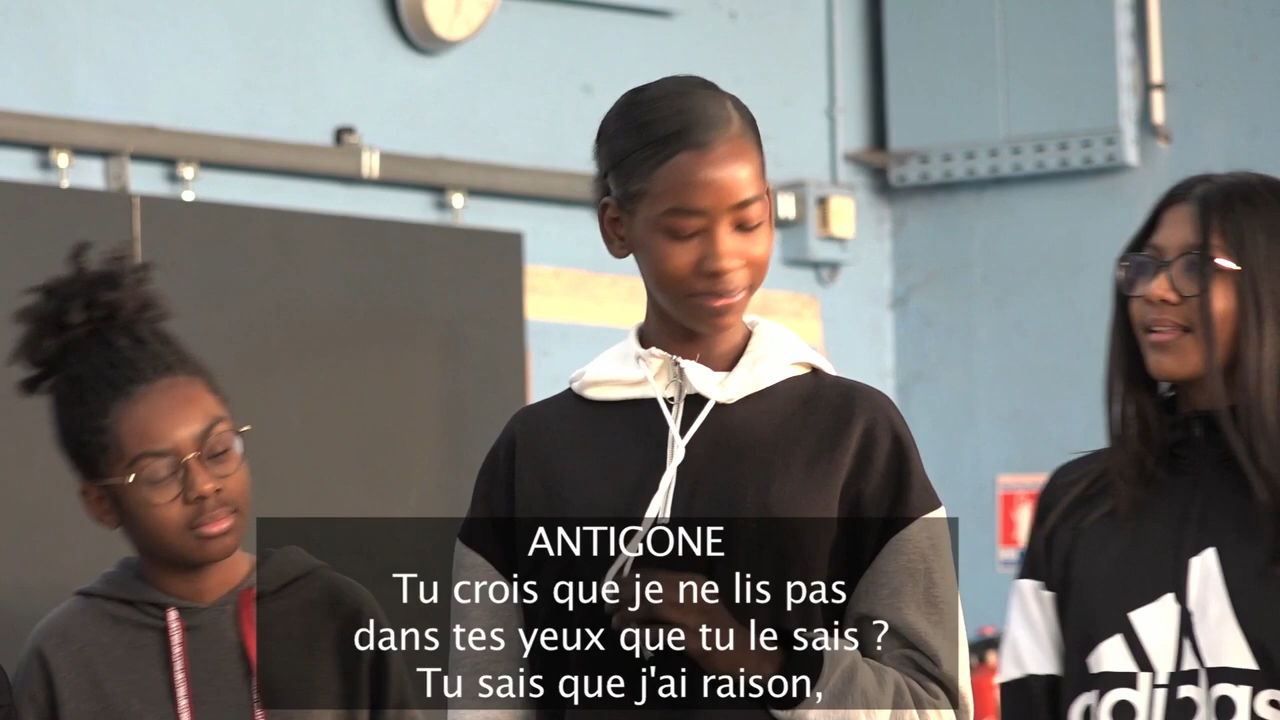 ANTIGONE
Tu crois que je ne lis pas
dans tes yeux que tu le sais ?
Tu sais que j'ai raison,
adidas